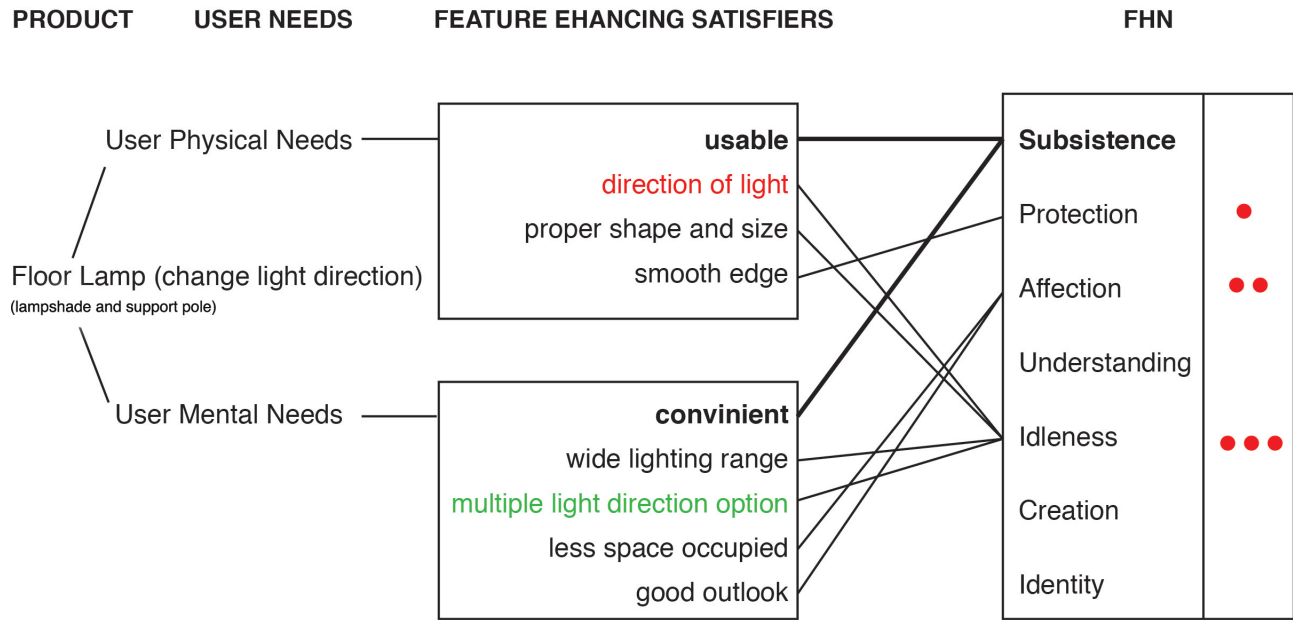 PRODUCT USER NEEDS FEATURE EHANCING SATISFIERS FHN
User Physical Needs
Floor Lamp (change light direction)
(lampshade and support pole)
User Mental Needs
usable
direction of light
proper shape and size
smooth edge
convinient
wide lighting range
multiple light direction option
less space occupied
good outlook
Subsistence
Protection
Affection
Understanding
Idleness
Creation
Identity